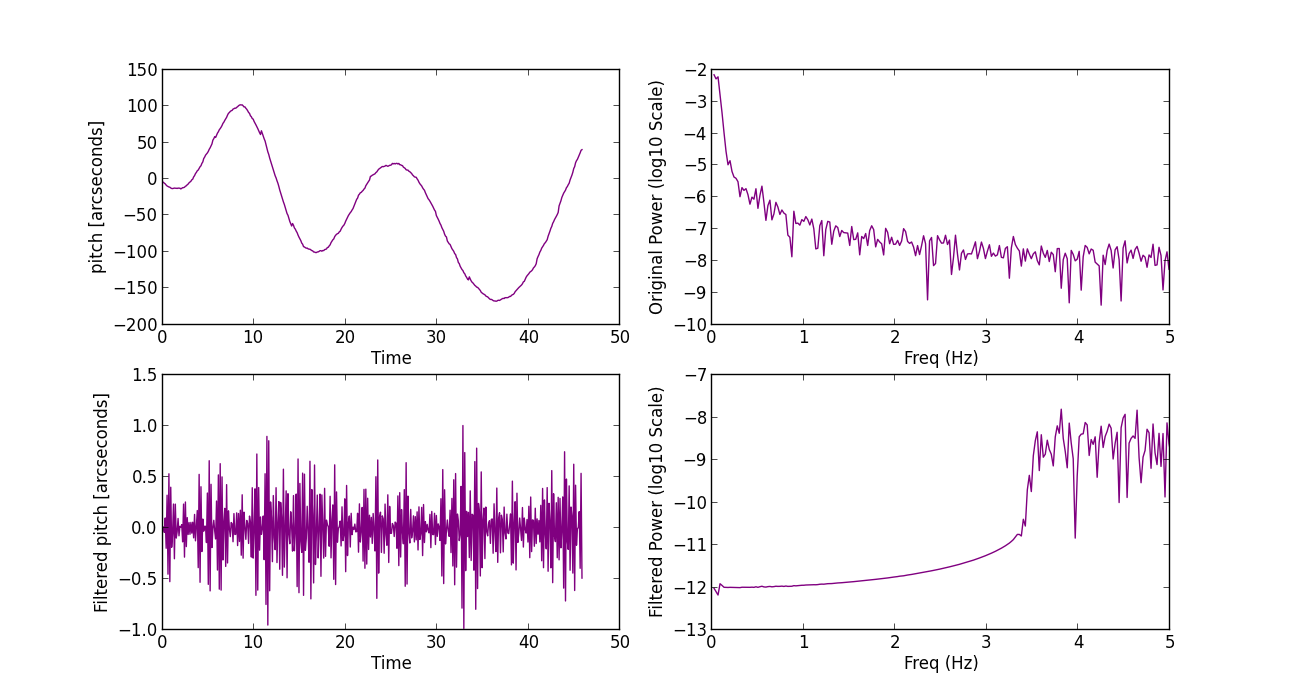 150
100
50
0
−50
−100
−150
−200
pitch [arcseconds]
0 10 20 30 40 50
Time
−2
−3
−4
−5
−6
−7
−8
−9
−10
Original Power (log10 Scale)
0 1 2 3 4 5
Freq (Hz)
1.5
1.0
0.5
0.0
−0.5
−1.0
Filtered pitch [arcseconds]
0 10 20 30 40 50
Time
−7
−8
−9
−10
−11
−12
−13
Filtered Power (log10 Scale)
0 1 2 3 4 5
Freq (Hz)